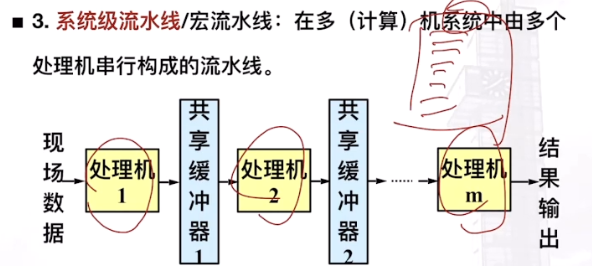 ■ 3. 系统级流水线/宏流水线：在多（计算）机系统中由多个
处理机串行构成的流水线。
现场数据
处理机
1
共享缓冲器1
处理机
2
共享缓冲器2
......
处理机
m
结果输出